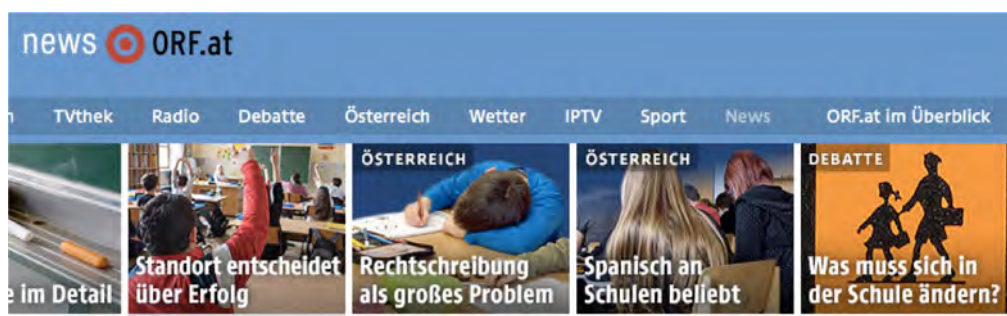 news ORF.at
TVthek Radio Debatte Österreich Wetter IPTV Sport News ORF.at im Überblick
e im Detail
Standort entscheidet
über Erfolg
ÖSTERREICH
Rechtschreibung
als großes Problem
ÖSTERREICH
Spanisch an
Schulen beliebt
DEBATTE
Was muss sich in
der Schule ändern?